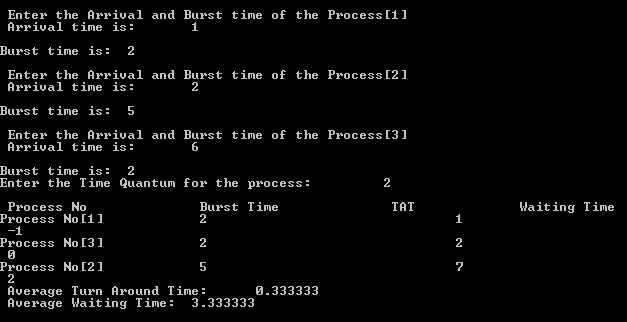 Enter the Arrival and Burst time of the Process[1]
Arrival time is: 1
Burst time is: 2
Enter the Arrival and Burst time of the Process[2]
Arrival time is: 2
Burst time is: 5
Enter the Arrival and Burst time of the Process[3]
Arrival time is: 6
Burst time is: 2
Enter the Time Quantum for the process: 2
Process No Burst Time TAT Waiting Time
Process No[1] 2 1
-1
Process No[3] 2 2
0
Process No[2] 5 7
2
Average Turn Around Time: 0.333333
Average Waiting Time: 3.333333